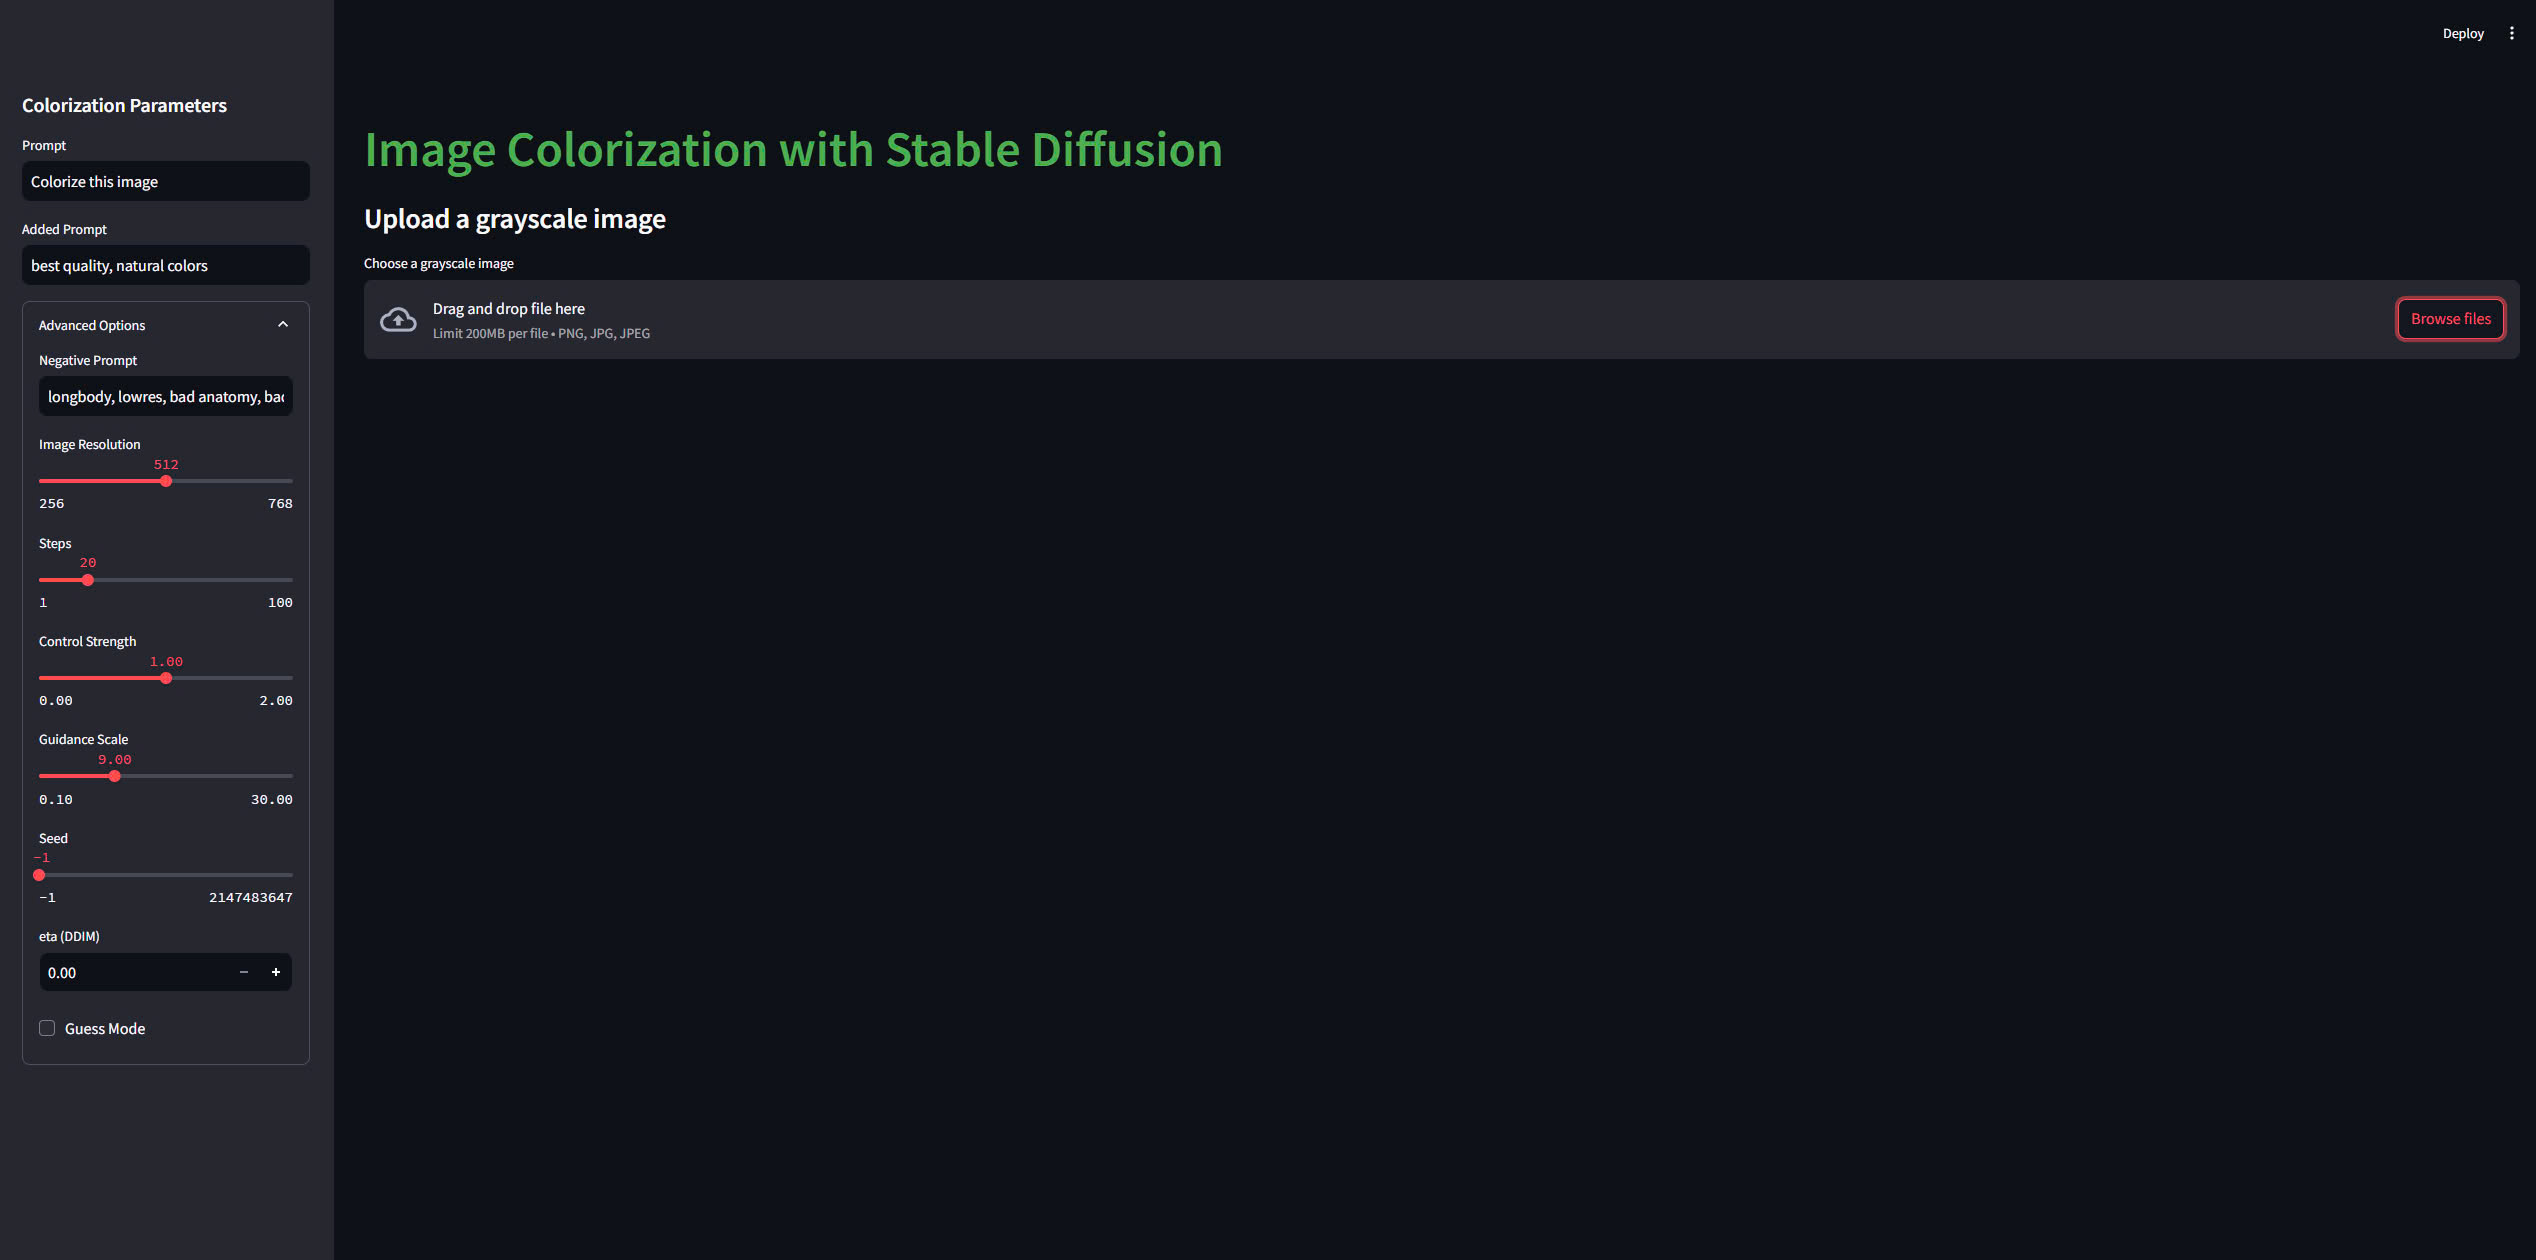 Deploy
Colorization Parameters
Prompt
Colorize this image
Added Prompt
best quality, natural colors
Advanced Options
Negative Prompt
longbody, lowres, bad anatomy, bad
Image Resolution
512
256 768
Steps
20
1 100
Control Strength
1.00
0.00 2.00
Guidance Scale
9.00
0.10 30.00
Seed
-1
-1 2147483647
eta (DDIM)
0.00
Guess Mode
Image Colorization with Stable Diffusion
Upload a grayscale image
Choose a grayscale image
Drag and drop file here
Limit 200MB per file • PNG, JPG, JPEG
Browse files